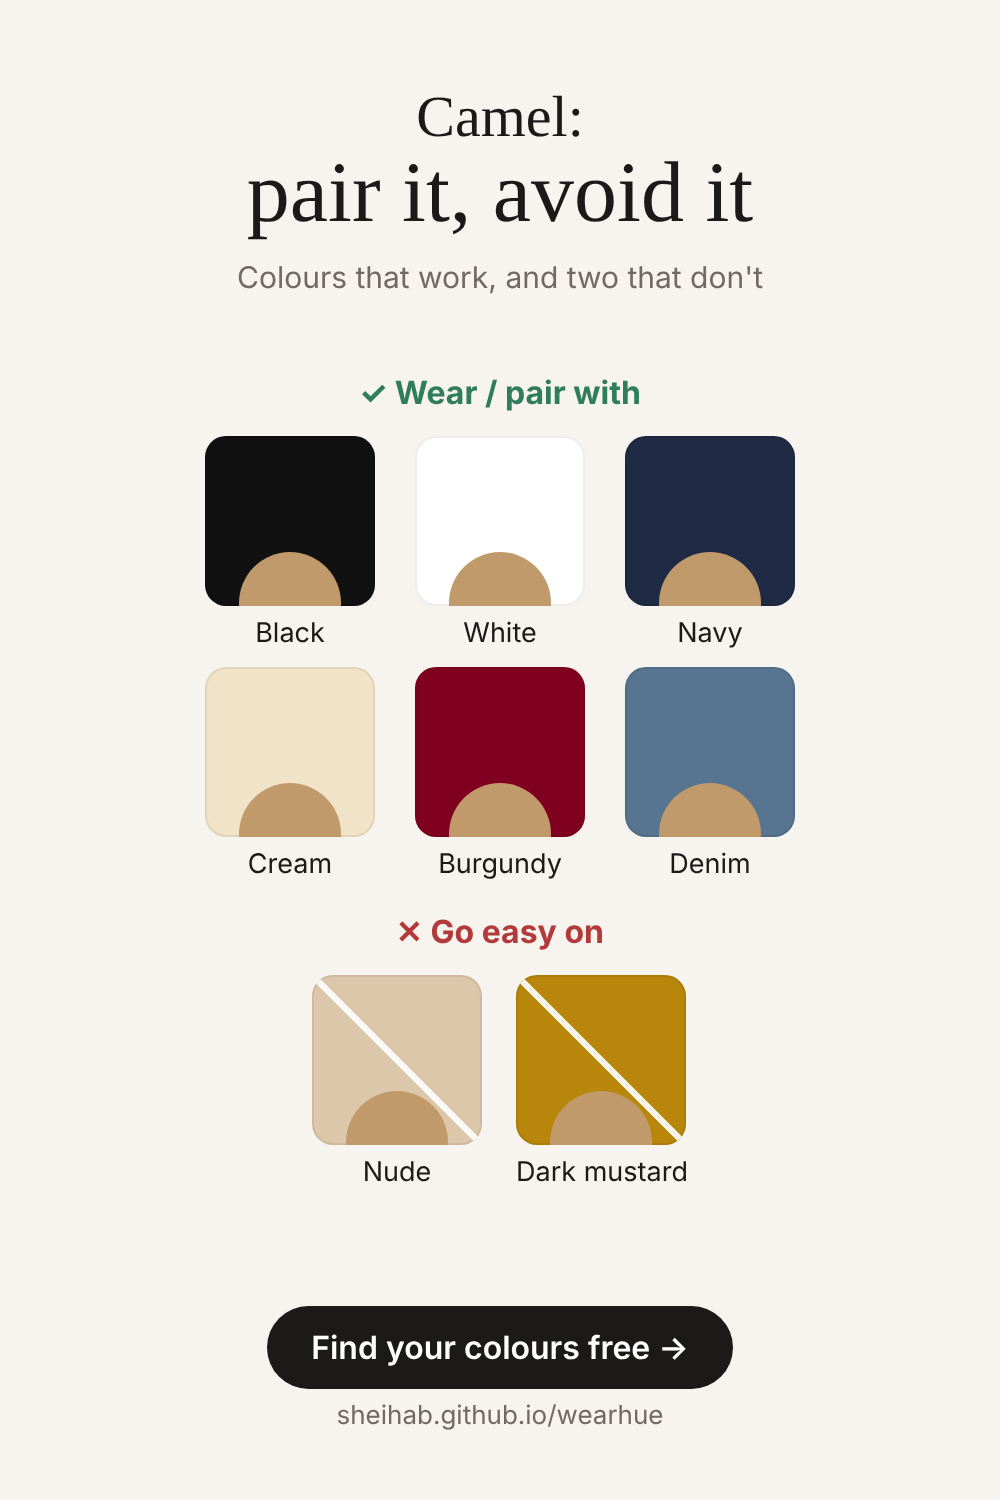 Camel:
pair it, avoid it
Colours that work, and two that don't
✓ Wear / pair with
Black White Navy
Cream Burgundy Denim
✕ Go easy on
Nude Dark mustard
Find your colours free →
sheihab.github.io/wearhue